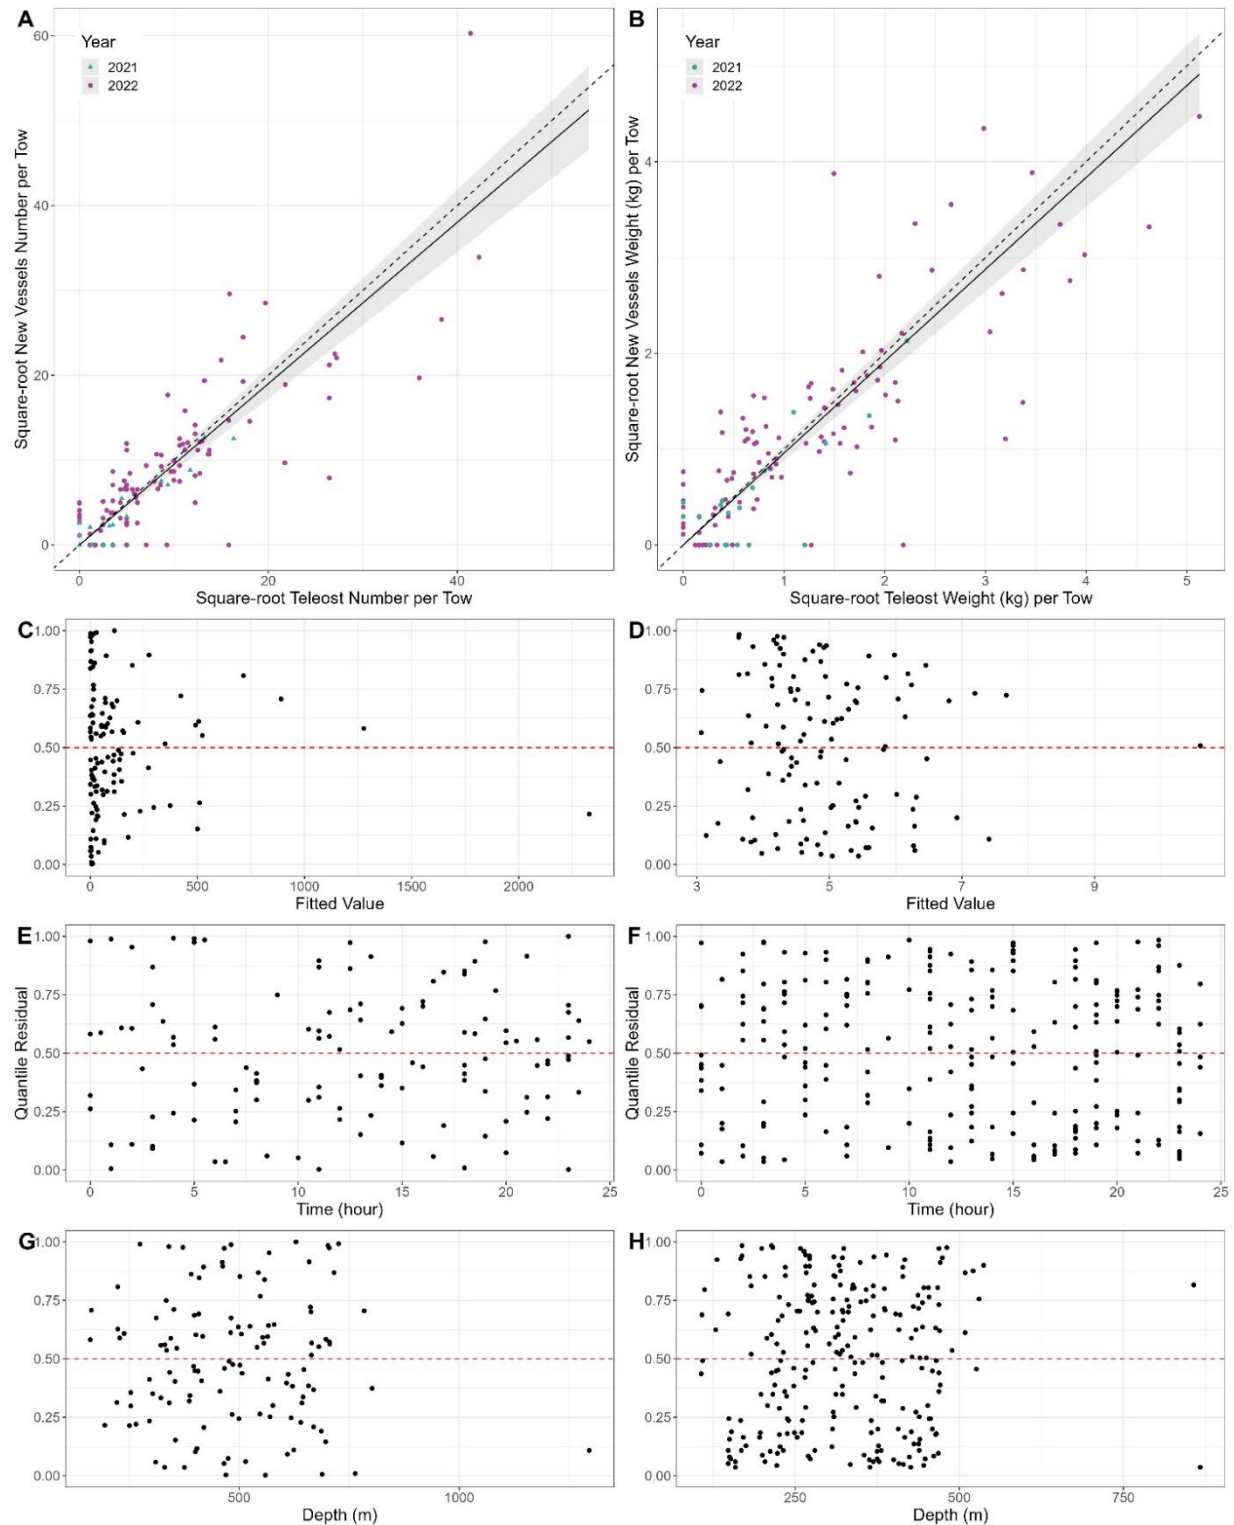 A
Year
2021
2022
60
40
20
0
0 20 40
Square-root New Vessels Number per Tow
Square-root Teleost Number per Tow
B
Year
2021
2022
4
2
0
0 1 2 3 4 5
Square-root New Vessels Weight (kg) per Tow
Square-root Teleost Weight (kg) per Tow
C
1.00
0.75
0.50
0.25
0.00
0 500 1000 1500 2000
Fitted Value
D
1.00
0.75
0.50
0.25
0.00
3 5 7 9
Fitted Value
E
1.00
0.75
0.50
0.25
0.00
0 5 10 15 20 25
Quantile Residual
Time (hour)
F
1.00
0.75
0.50
0.25
0.00
0 5 10 15 20 25
Quantile Residual
Time (hour)
G
1.00
0.75
0.50
0.25
0.00
500 1000
Depth (m)
H
1.00
0.75
0.50
0.25
0.00
250 500 750
Depth (m)